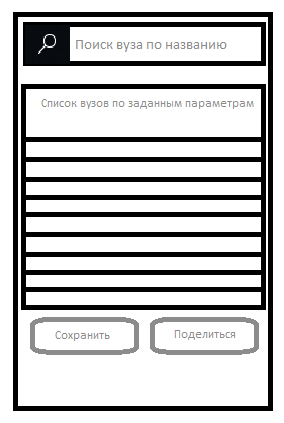 Поиск вуза по названию
Список вузов по заданным параметрам
Сохранить
Поделиться